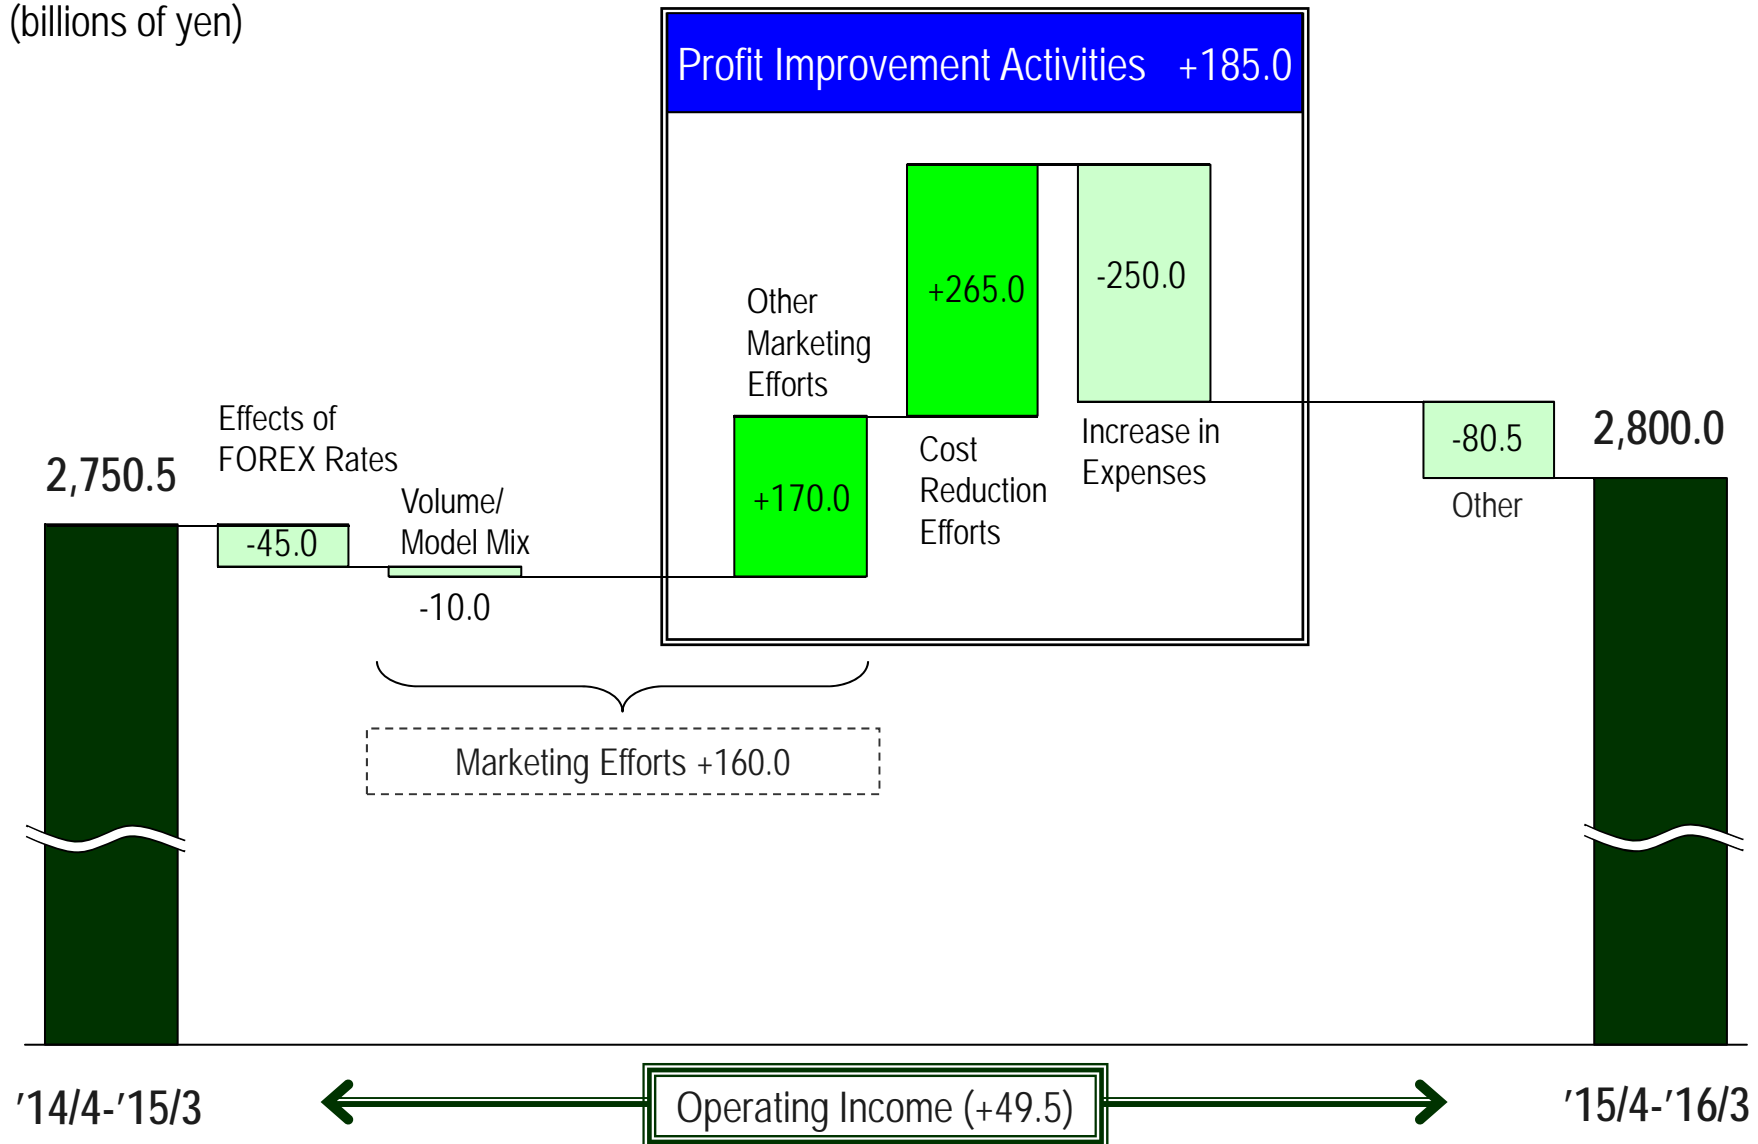 (billions of yen)
Profit Improvement Activities +185.0
+265.0
-250.0
Other
Marketing
Efforts
Effects of
FOREX Rates
2,750.5
-45.0
Volume/
Model Mix
-10.0
+170.0
Cost
Reduction
Efforts
Increase in
Expenses
-80.5
Other
2,800.0
Marketing Efforts +160.0
’14/4-’15/3
Operating Income (+49.5)
’15/4-’16/3